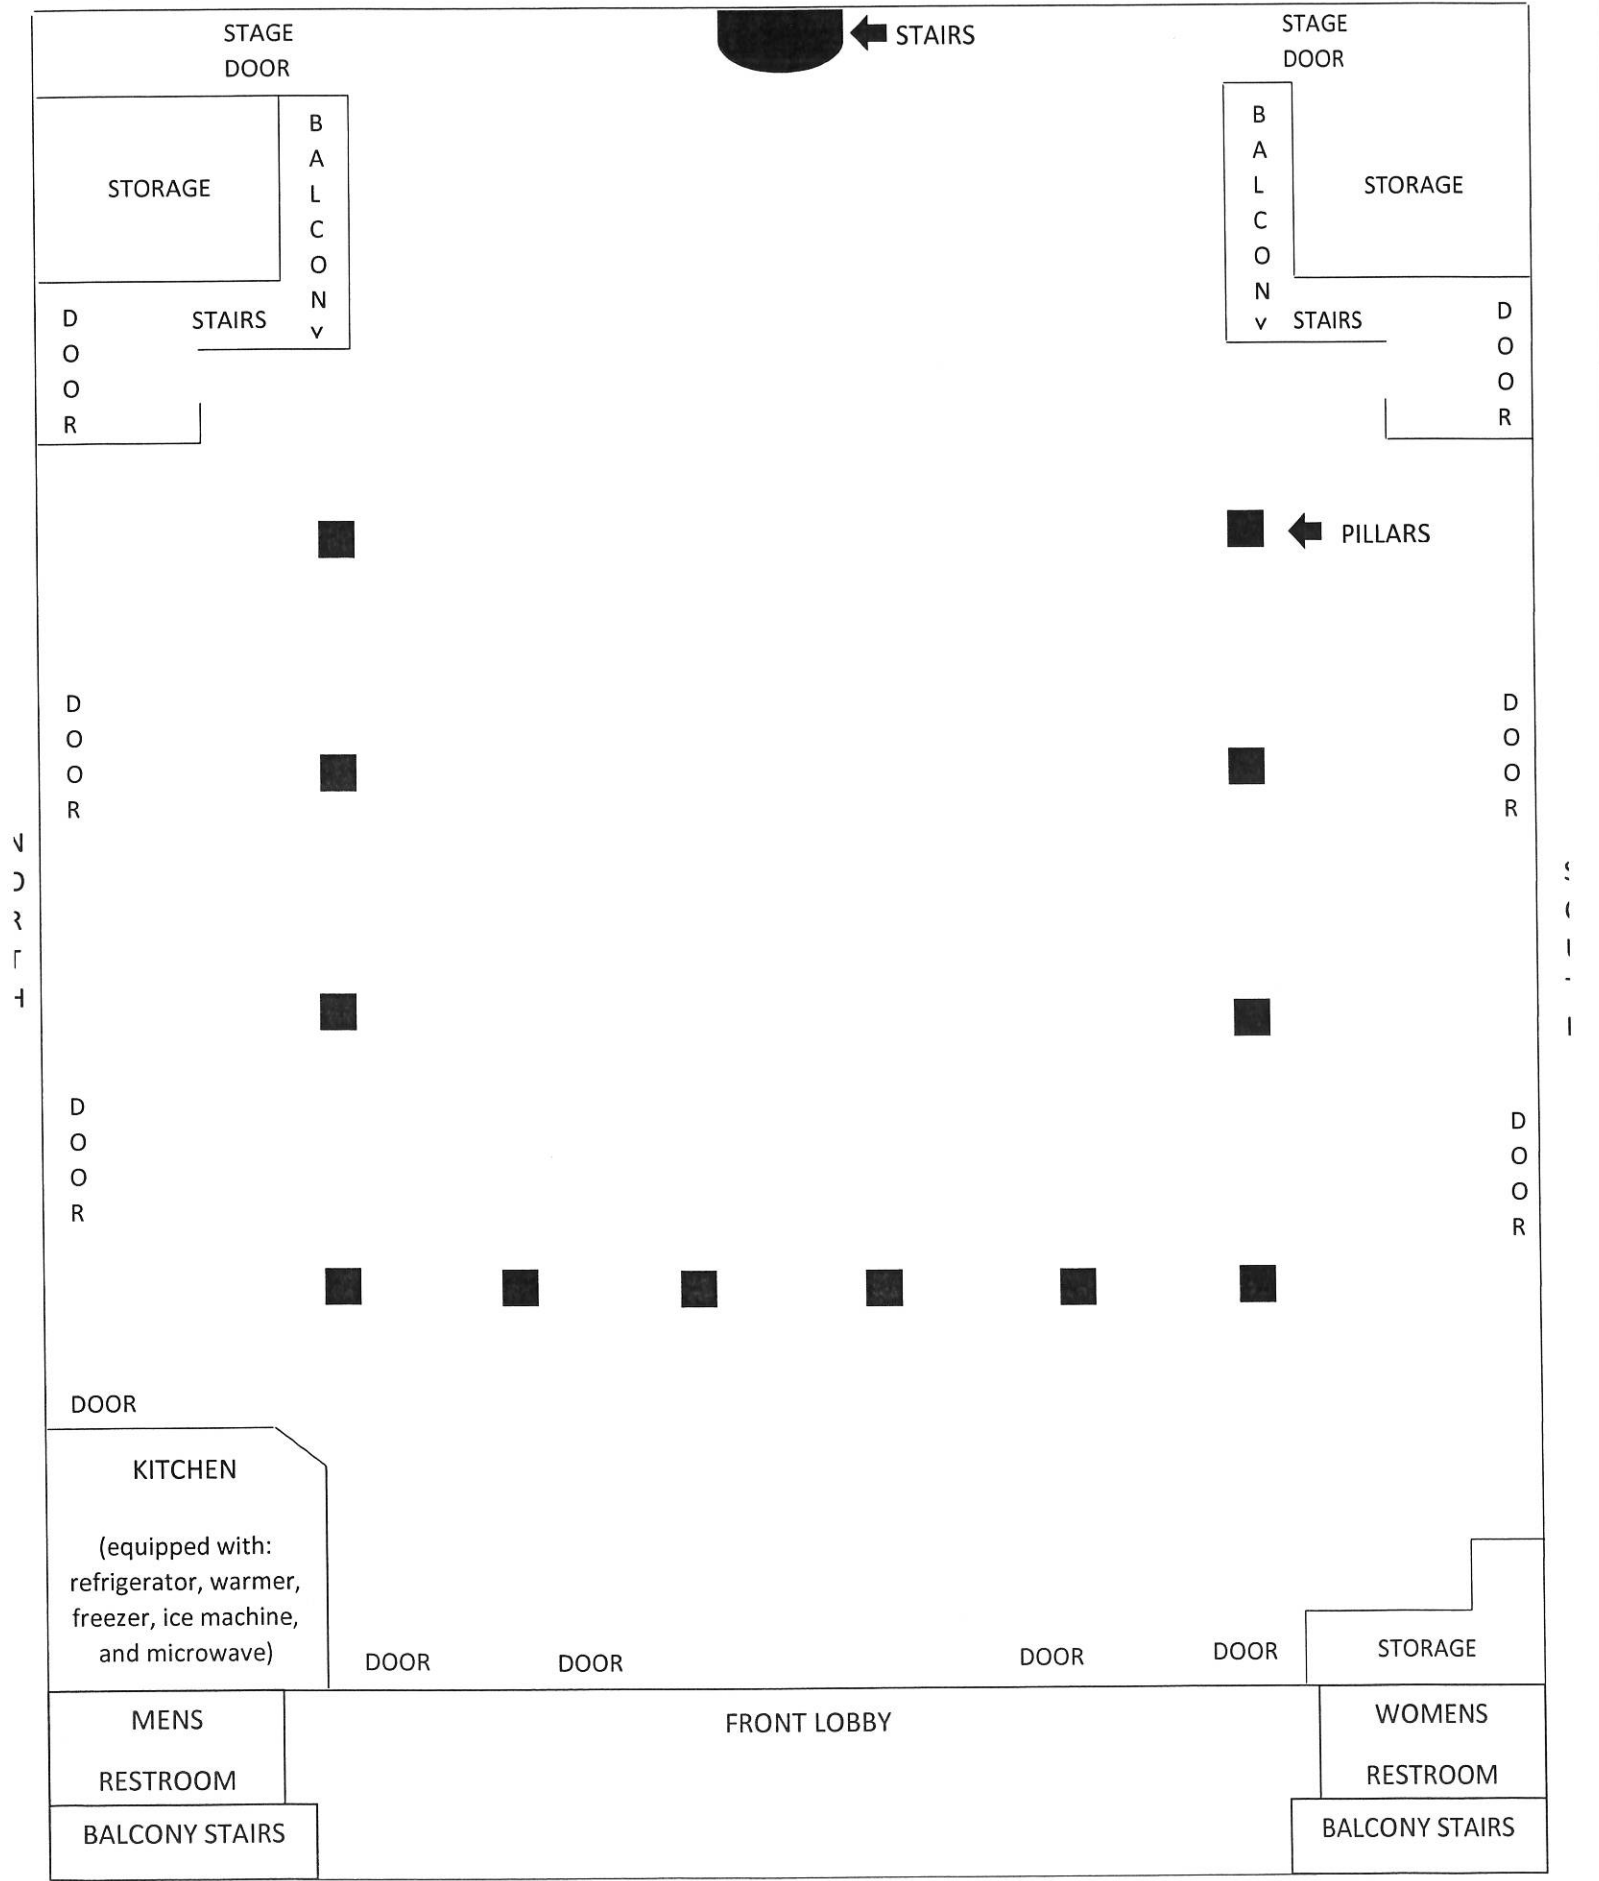 STAGE
DOOR
STAIRS
STAGE
DOOR
STORAGE
BALCONY
BALCONY
STORAGE
DOOR
STAIRS
STAIRS
DOOR
PILLARS
DOOR
DOOR
NORTH
DOOR
DOOR
DOOR
KITCHEN
(equipped with:
refrigerator, warmer,
freezer, ice machine,
and microwave)
DOOR
DOOR
DOOR
DOOR
STORAGE
MENS
RESTROOM
FRONT LOBBY
WOMENS
RESTROOM
BALCONY STAIRS
BALCONY STAIRS